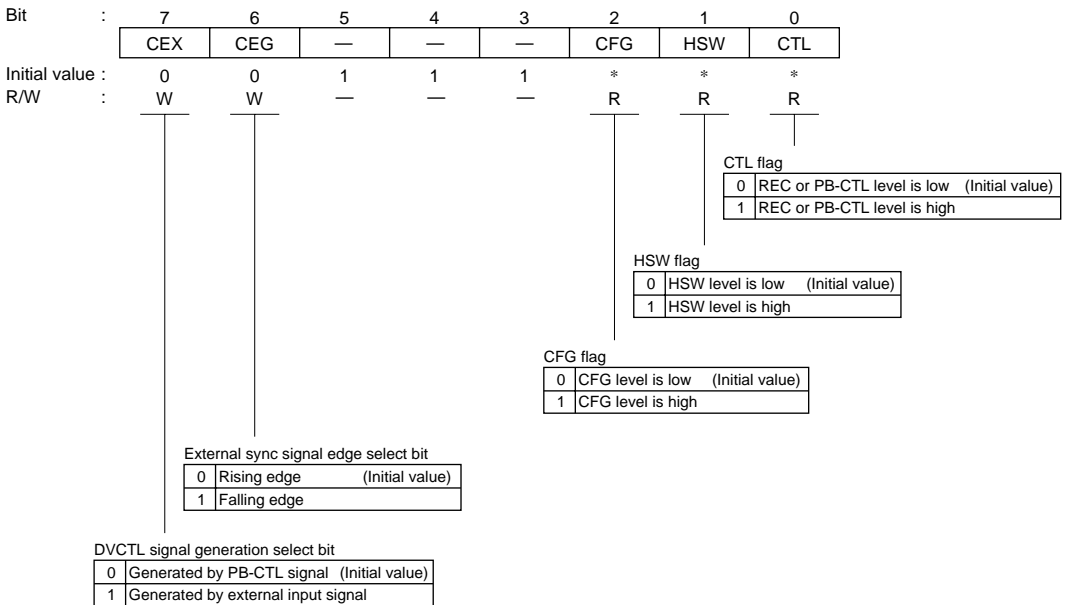 Bit : 7 6 5 4 3 2 1 0
CEX CEG — — — CFG HSW CTL
Initial value : 0 0 1 1 1 * * *
R/W : W W — — — R R R
CTL flag
0 REC or PB-CTL level is low (Initial value)
1 REC or PB-CTL level is high
HSW flag
0 HSW level is low (Initial value)
1 HSW level is high
CFG flag
0 CFG level is low (Initial value)
1 CFG level is high
External sync signal edge select bit
0 Rising edge (Initial value)
1 Falling edge
DVCTL signal generation select bit
0 Generated by PB-CTL signal (Initial value)
1 Generated by external input signal